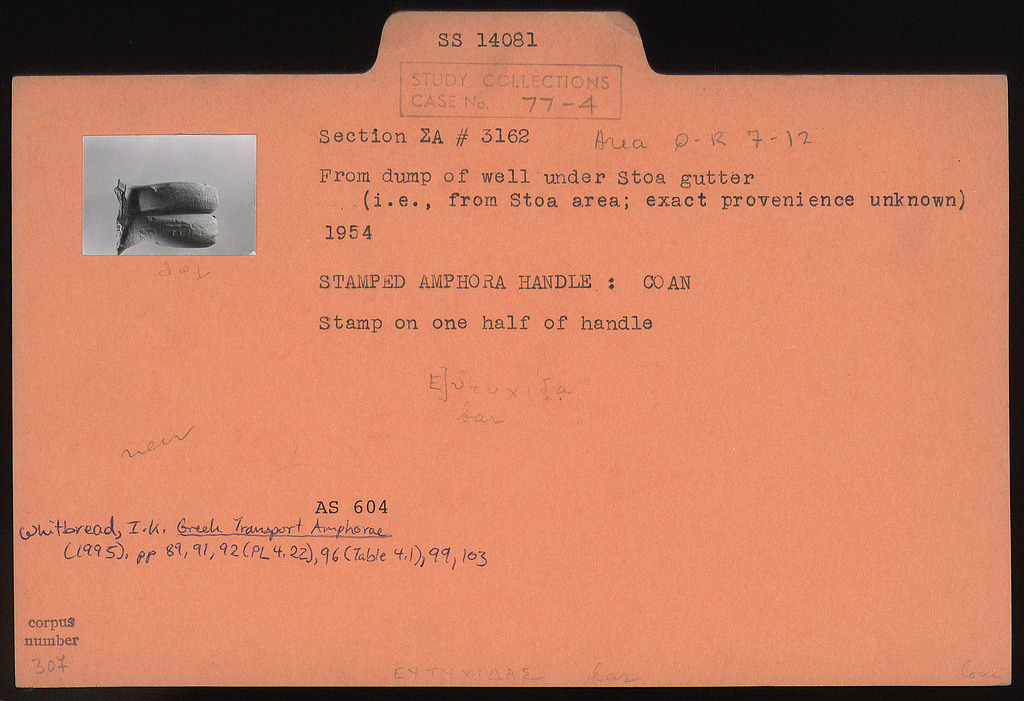 SS 14081
STUDY COLLECTIONS
CASE No. 77-4
Section ΣΑ # 3162 Area O-R 7-12
From dump of well under Stoa gutter
(i.e., from Stoa area; exact provenience unknown)
1954
STAMPED AMPHORA HANDLE : COAN
Stamp on one half of handle
Ε]υτυχιδα
bar
new
AS 604
Whitbread, I.K. Greek Transport Amphorae
(1995). pp 89, 91, 92 (PL 4.22), 96 (Table 4.1), 99, 103
corpus
number
307
ΕΥΤΥΧΙΔΑΣ bar Coan